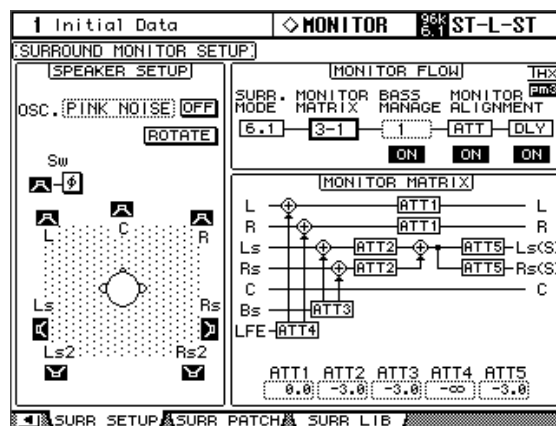 1 Initial Data ◇MONITOR 96k 6.1 ST-L-ST
SURROUND MONITOR SETUP
SPEAKER SETUP
OSC. PINK NOISE OFF
ROTATE
Sw
ϕ
L C R
Ls Rs
Ls2 Rs2
MONITOR FLOW THX
pm3
SURR. MONITOR BASS MONITOR
MODE MATRIX MANAGE ALIGNMENT
6.1 3-1 1 ATT DLY
ON ON ON
MONITOR MATRIX
L ATT1 L
R ATT1 R
Ls ATT2 ATT5 Ls(S)
Rs ATT2 ATT5 Rs(S)
C C
Bs ATT3
LFE ATT4
ATT1 ATT2 ATT3 ATT4 ATT5
0.0 -3.0 -3.0 -∞ -3.0
SURR SETUP SURR PATCH SURR LIB